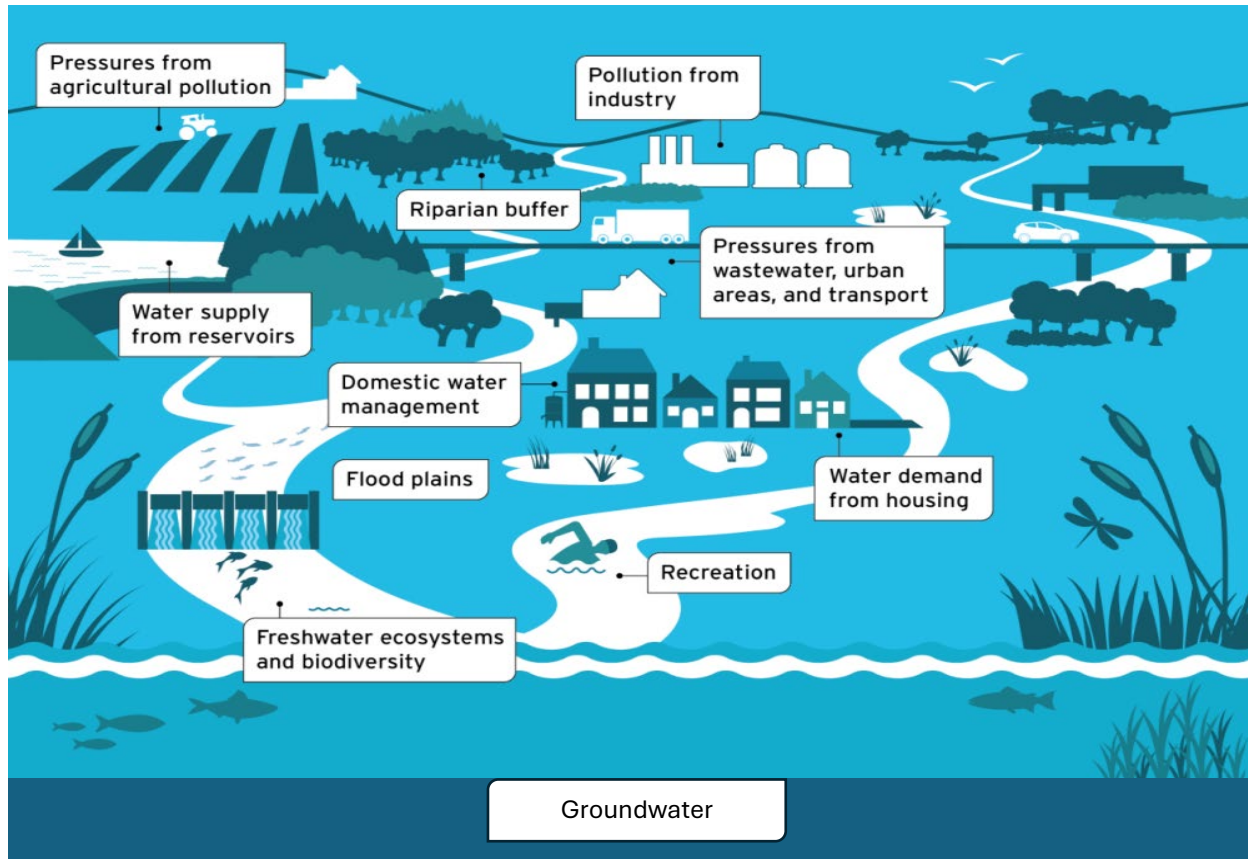 Pressures from
agricultural pollution
Pollution from
industry
Riparian buffer
Pressures from
wastewater, urban
areas, and transport
Water supply
from reservoirs
Domestic water
management
Flood plains
Water demand
from housing
Recreation
Freshwater ecosystems
and biodiversity
Groundwater